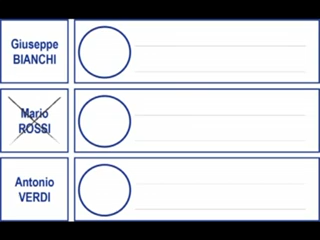 Giuseppe
BIANCHI
Mario
ROSSI
Antonio
VERDI